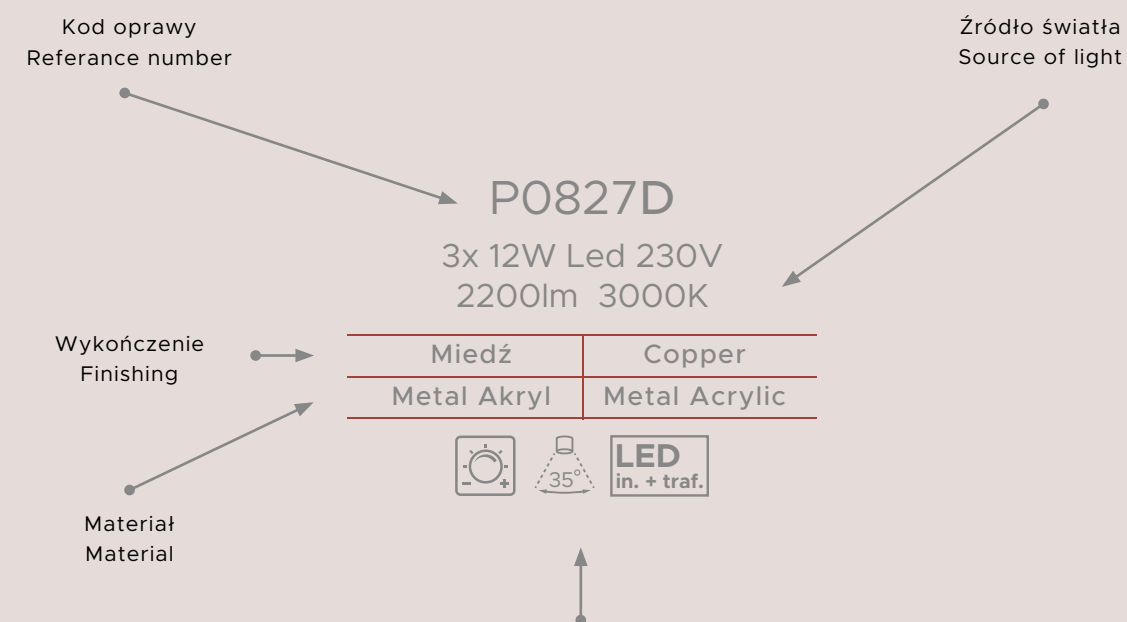 Kod oprawy
Referance number
Źródło światła
Source of light
P0827D
3x 12W Led 230V
2200lm 3000K
Wykończenie
Finishing
Miedź Copper
Metal Akryl Metal Acrylic
LED
in. + traf.
35°
Materiał
Material